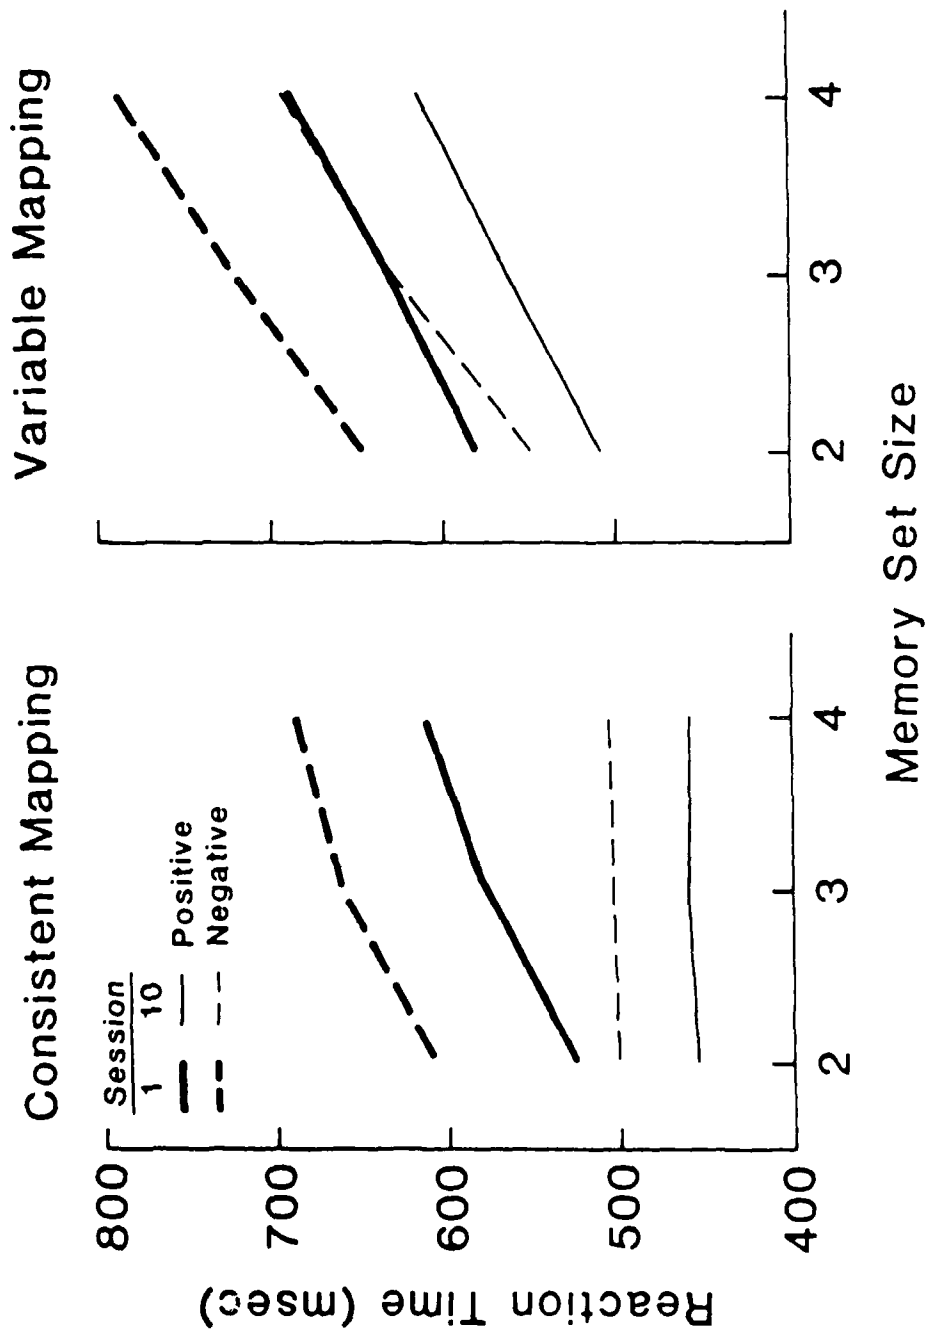 Consistent Mapping
Variable Mapping
Session
1 10
Positive
Negative
800
700
600
500
400
Reaction Time (msec)
2 3 4
2 3 4
Memory Set Size